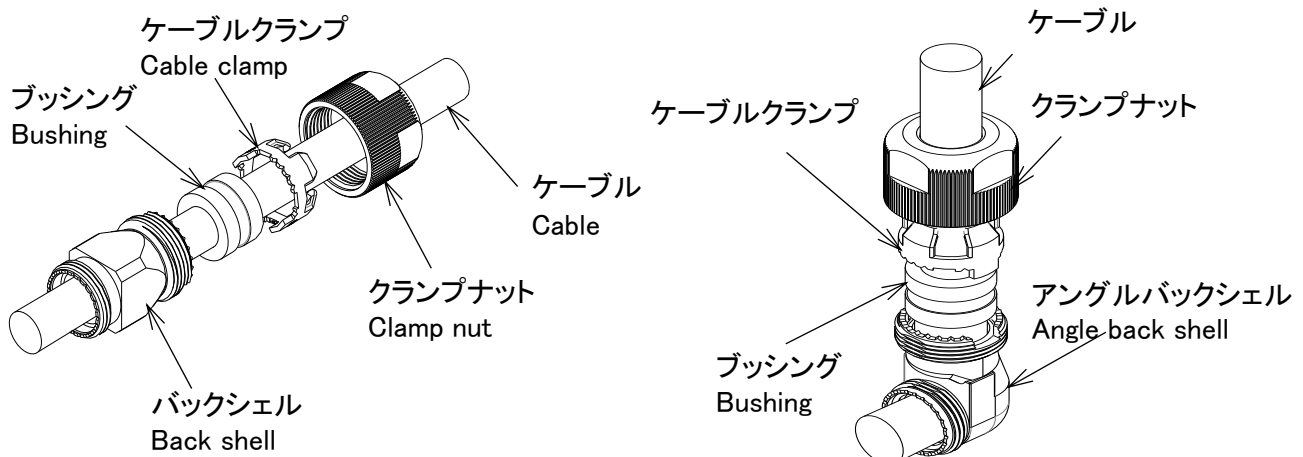 ケーブルクランプ
Cable clamp
ブッシング
Bushing
ケーブル
Cable
クランプナット
Clamp nut
バックシェル
Back shell
ケーブル
ケーブルクランプ
クランプナット
アングルバックシェル
Angle back shell
ブッシング
Bushing